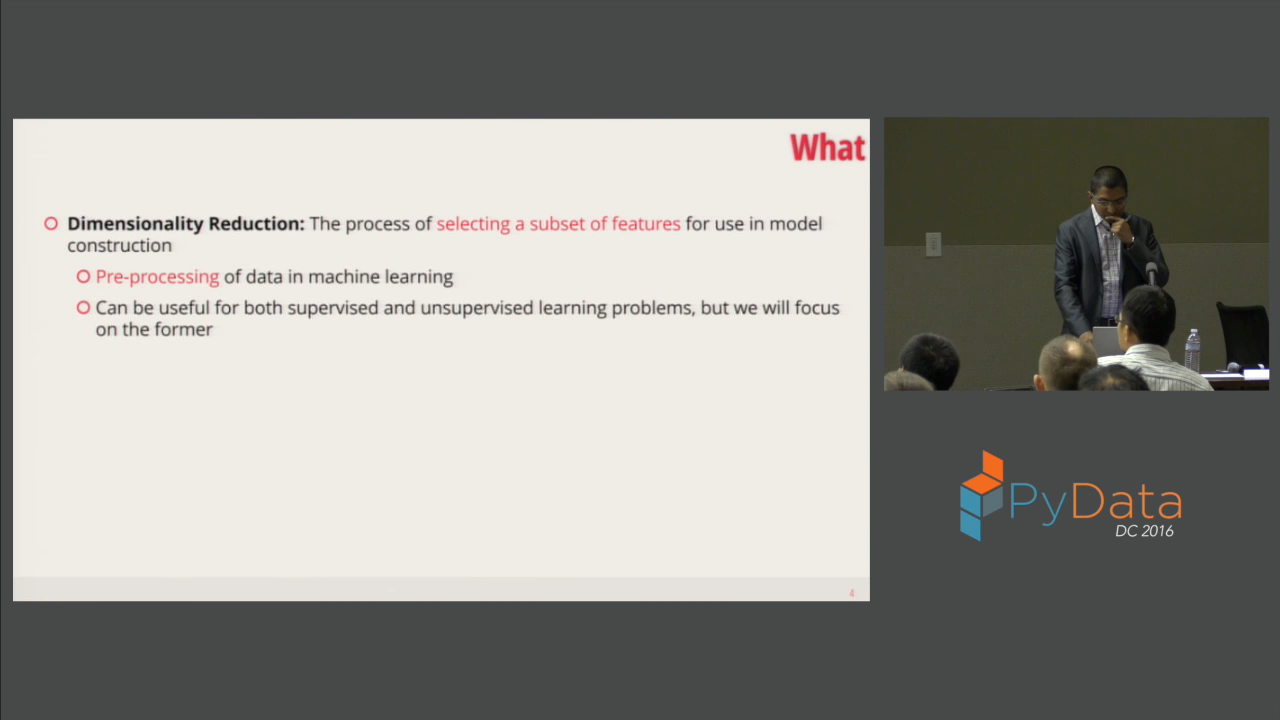 What
Dimensionality Reduction: The process of selecting a subset of features for use in model
construction
Pre-processing of data in machine learning
Can be useful for both supervised and unsupervised learning problems, but we will focus
on the former
4
PyData
DC 2016